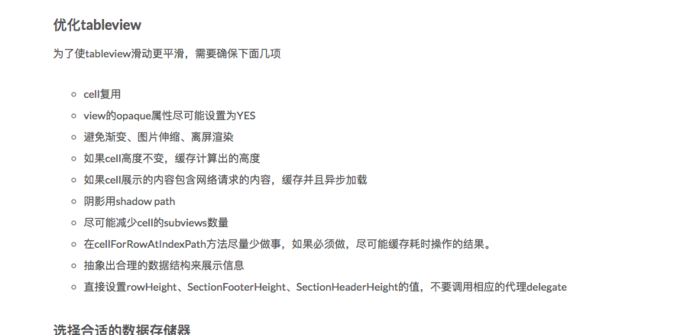 优化tableview
为了使tableview滑动更平滑，需要确保下面几项
cell复用
view的opaque属性尽可能设置为YES
避免渐变、图片伸缩、离屏渲染
如果cell高度不变，缓存计算出的高度
如果cell展示的内容包含网络请求的内容，缓存并且异步加载
阴影用shadow path
尽可能减少cell的subviews数量
在cellForRowAtIndexPath方法尽量少做事，如果必须做，尽可能缓存耗时操作的结果。
抽象出合理的数据结构来展示信息
直接设置rowHeight、SectionFooterHeight、SectionHeaderHeight的值，不要调用相应的代理delegate
选择合适的数据存储器